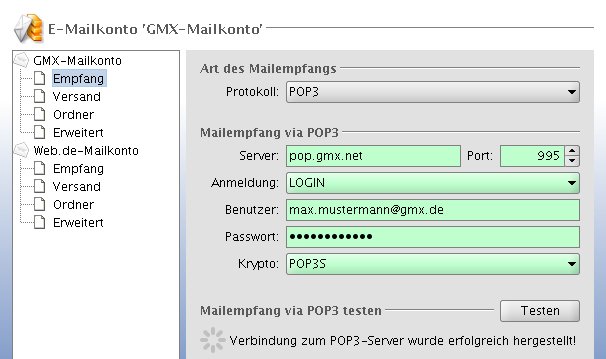 E-Mailkonto 'GMX-Mailkonto'
GMX-Mailkonto
Empfang
Versand
Ordner
Erweitert
Web.de-Mailkonto
Empfang
Versand
Ordner
Erweitert
Art des Mailempfangs
Protokoll: POP3
Mailempfang via POP3
Server: pop.gmx.net Port: 995
Anmeldung: LOGIN
Benutzer: max.mustermann@gmx.de
Passwort: ●●●●●●●●●●●●
Krypto: POP3S
Mailempfang via POP3 testen Testen
Verbindung zum POP3-Server wurde erfolgreich hergestellt!